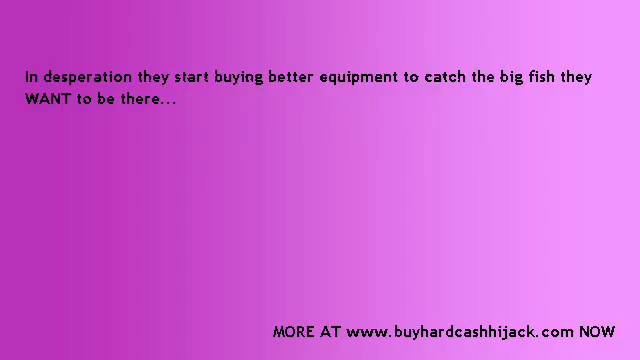 In desperation they start buying better equipment to catch the big fish they
WANT to be there...
MORE AT www.buyhardcashhijack.com NOW